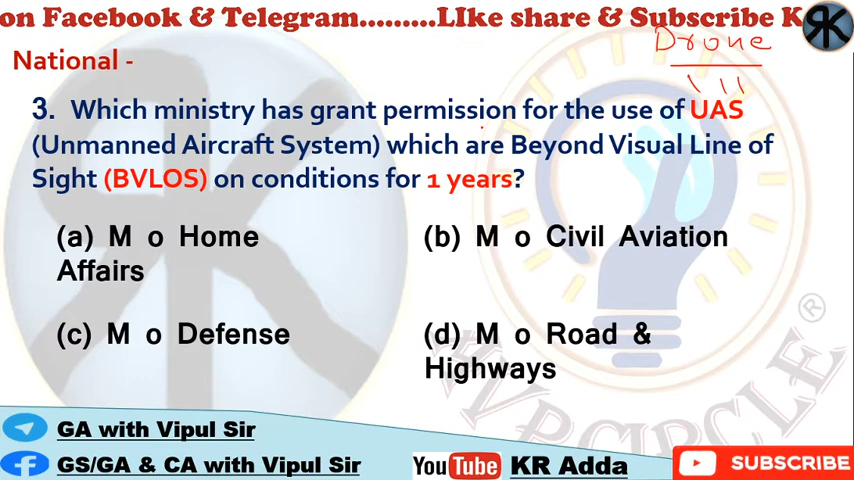 on Facebook & Telegram.........LIke share & Subscribe K
Drone
National -
3. Which ministry has grant permission for the use of UAS
(Unmanned Aircraft System) which are Beyond Visual Line of
Sight (BVLOS) on conditions for 1 years?
(a) M o Home
Affairs
(b) M o Civil Aviation
(c) M o Defense
(d) M o Road &
Highways
VPCIRCLE®
GA with Vipul Sir
GS/GA & CA with Vipul Sir
YouTube KR Adda
SUBSCRIBE